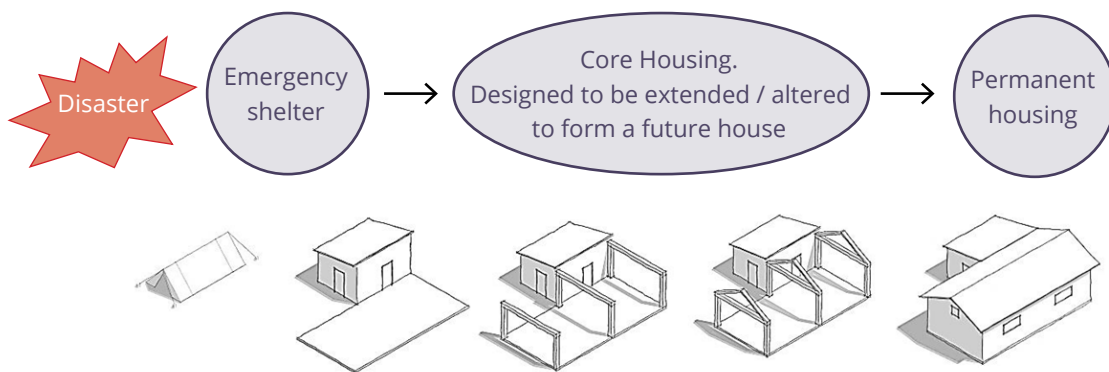 Disaster
Emergency
shelter
Core Housing.
Designed to be extended / altered
to form a future house
Permanent
housing